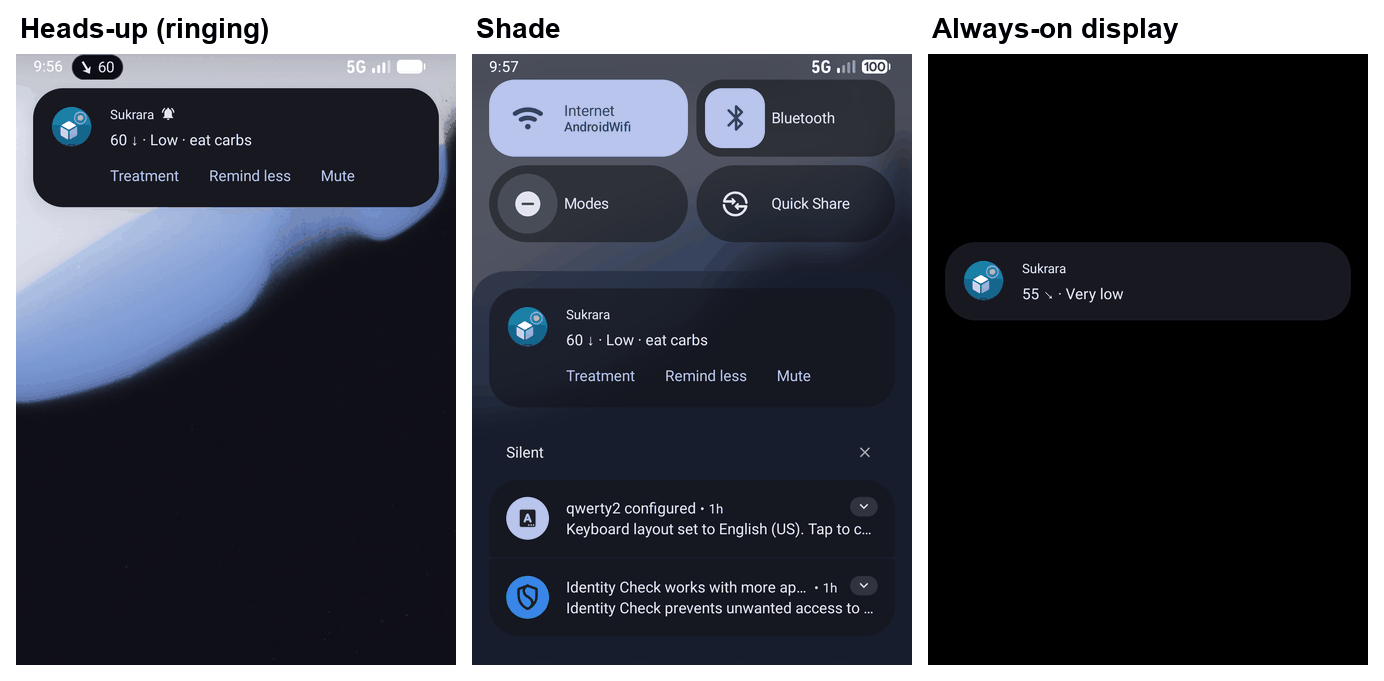 Heads-up (ringing)
9:56 ↘ 60 5G
Sukrara
60 ↓ · Low · eat carbs
Treatment Remind less Mute
Shade
9:57 5G 100
Internet
AndroidWifi
Bluetooth
Modes
Quick Share
Sukrara
60 ↓ · Low · eat carbs
Treatment Remind less Mute
Silent
qwerty2 configured • 1h
Keyboard layout set to English (US). Tap to c…
Identity Check works with more ap… • 1h
Identity Check prevents unwanted access to …
Always-on display
Sukrara
55 ↘ · Very low